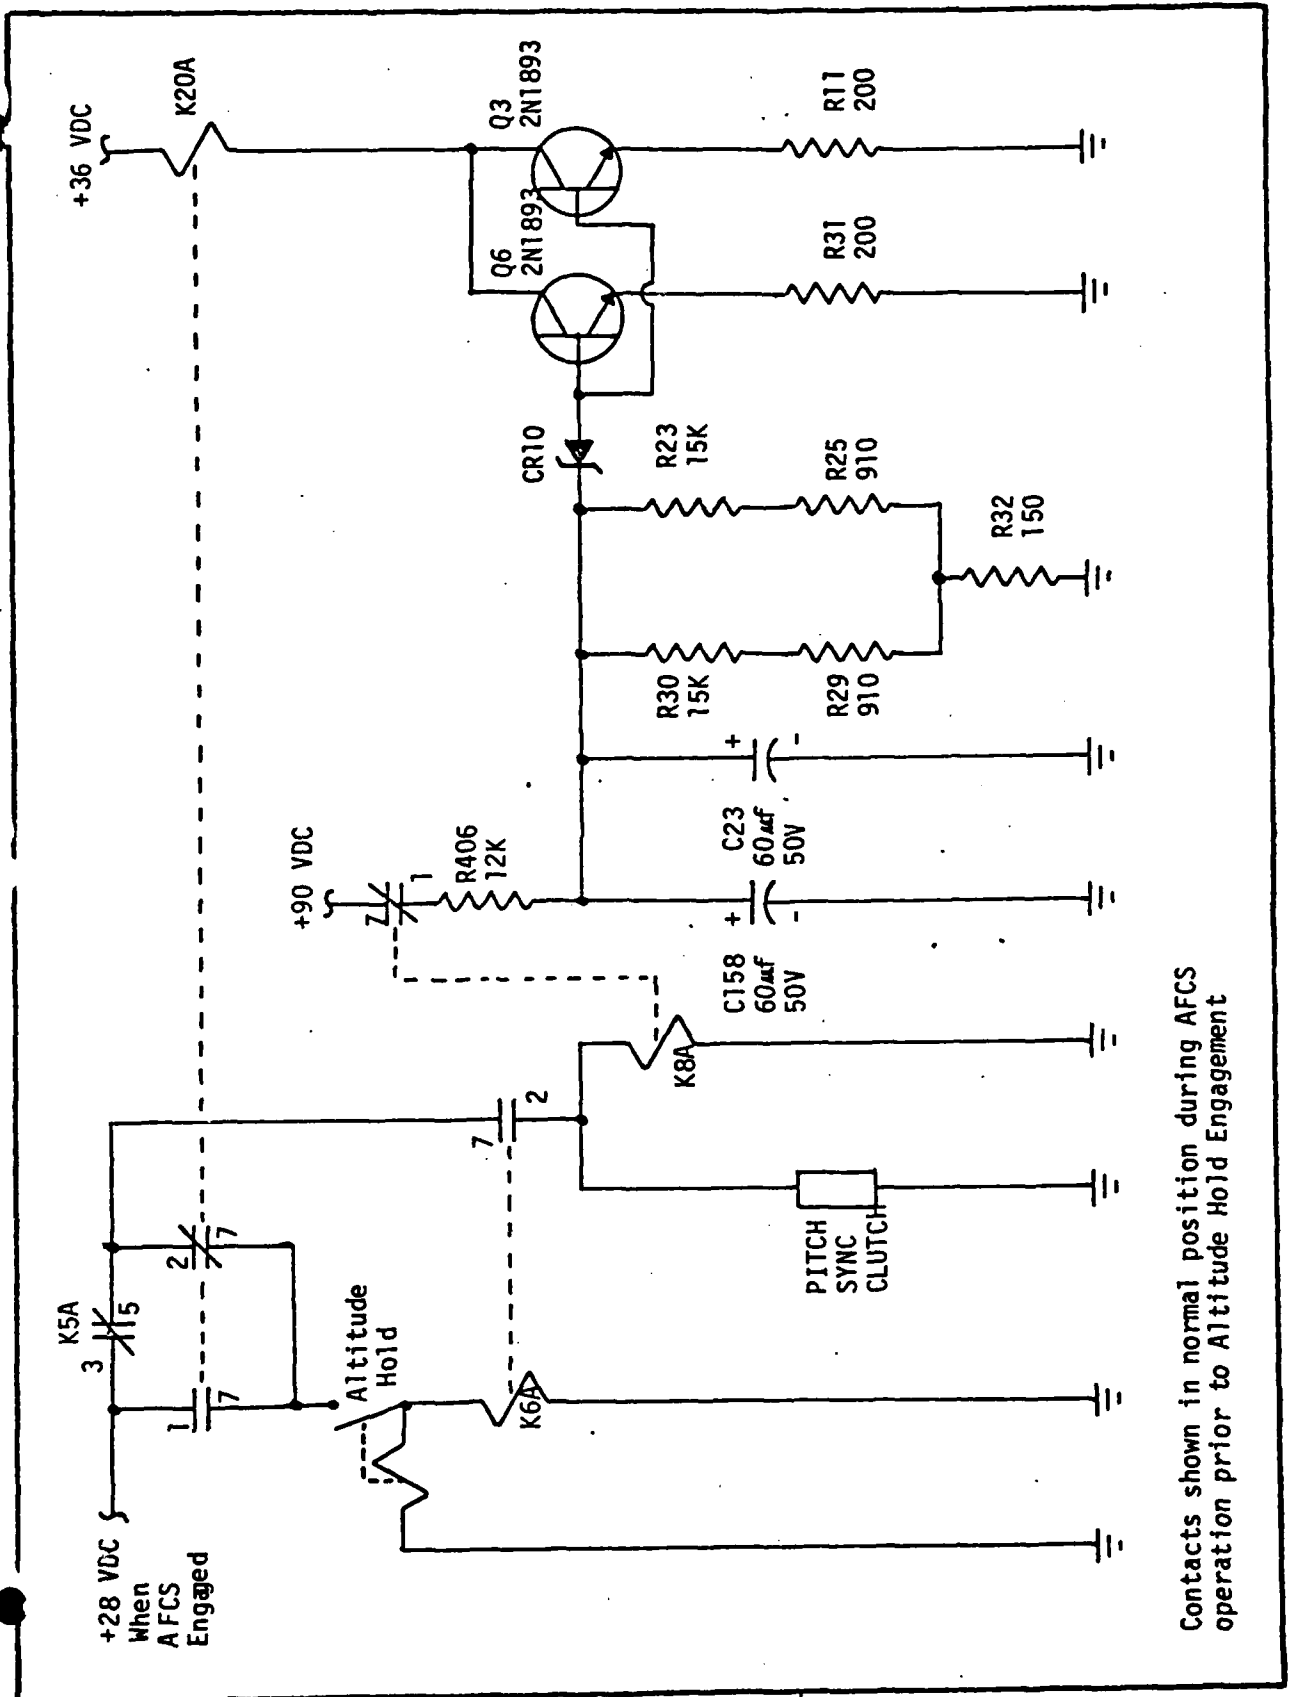 +28 VDC
When
AFCS
Engaged
K5A
3
5
1
7
2
7
Altitude
Hold
K6A
7
2
PITCH
SYNC
CLUTCH
K8A
+90 VDC
7
1
R406
12K
C158
60µf
50V
C23
60µf
50V
+
-
+
-
R30
15K
R29
910
R23
15K
R25
910
R32
150
CR10
Q6
2N1893
Q3
2N1893
+36 VDC
K20A
R31
200
R11
200
Contacts shown in normal position during AFCS
operation prior to Altitude Hold Engagement